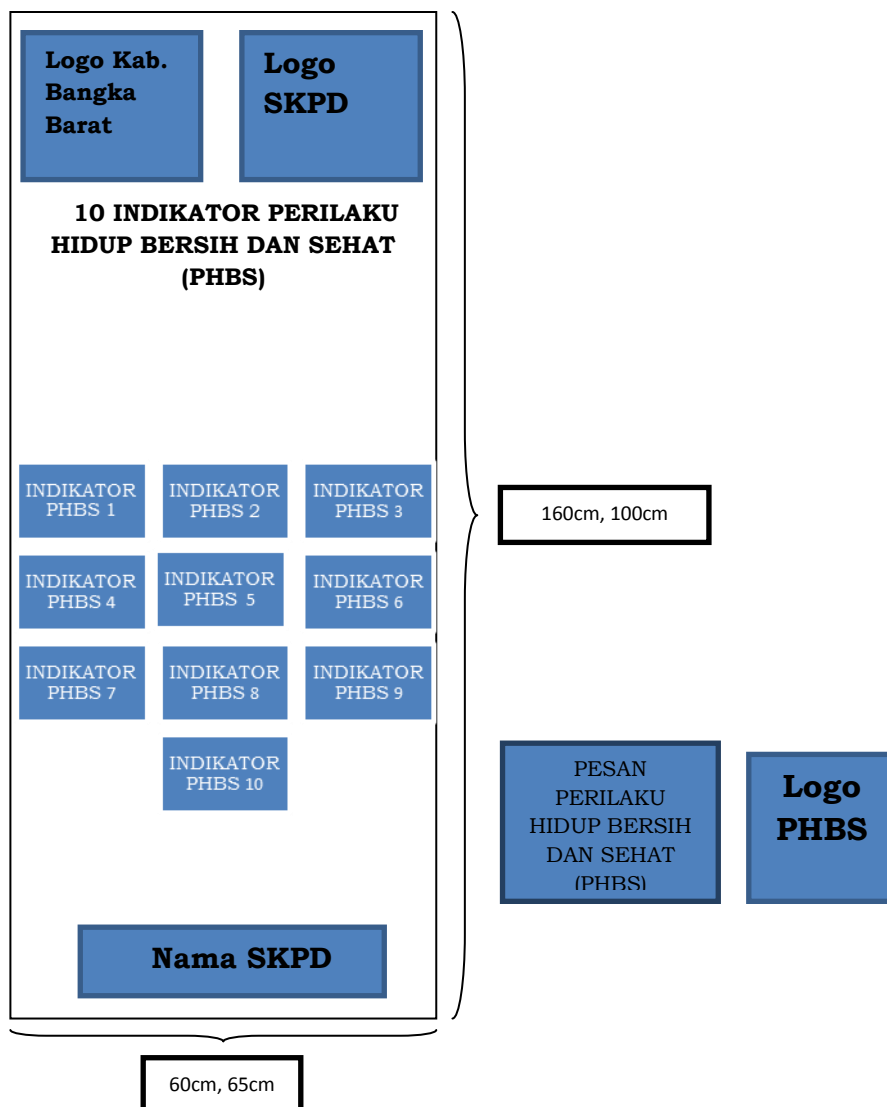 Logo Kab.
Bangka
Barat
Logo
SKPD
10 INDIKATOR PERILAKU
HIDUP BERSIH DAN SEHAT
(PHBS)
INDIKATOR
PHBS 1
INDIKATOR
PHBS 2
INDIKATOR
PHBS 3
INDIKATOR
PHBS 4
INDIKATOR
PHBS 5
INDIKATOR
PHBS 6
INDIKATOR
PHBS 7
INDIKATOR
PHBS 8
INDIKATOR
PHBS 9
INDIKATOR
PHBS 10
Nama SKPD
160cm, 100cm
PESAN
PERILAKU
HIDUP BERSIH
DAN SEHAT
(PHBS)
Logo
PHBS
60cm, 65cm